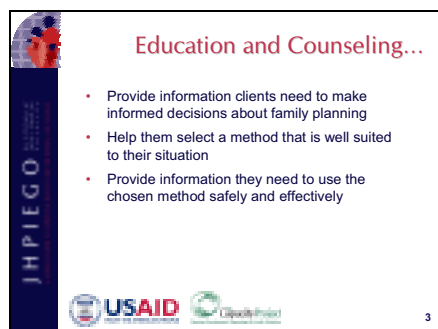 Education and Counseling...
• Provide information clients need to make
informed decisions about family planning
• Help them select a method that is well suited
to their situation
• Provide information they need to use the
chosen method safely and effectively
JHPIEGO
USAID
3